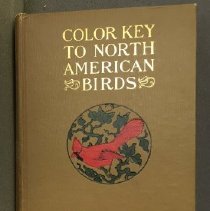 COLOR KEY
TO NORTH
AMERICAN
BIRDS